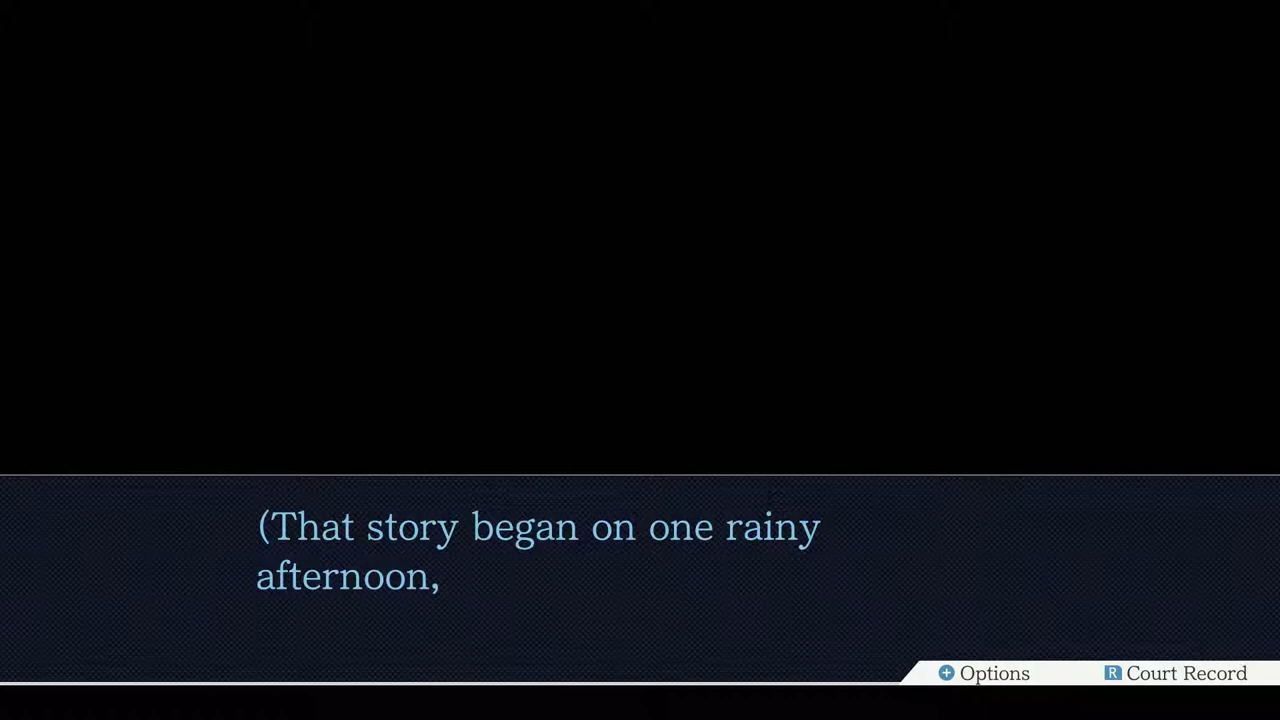 (That story began on one rainy
afternoon,
+ Options
R Court Record